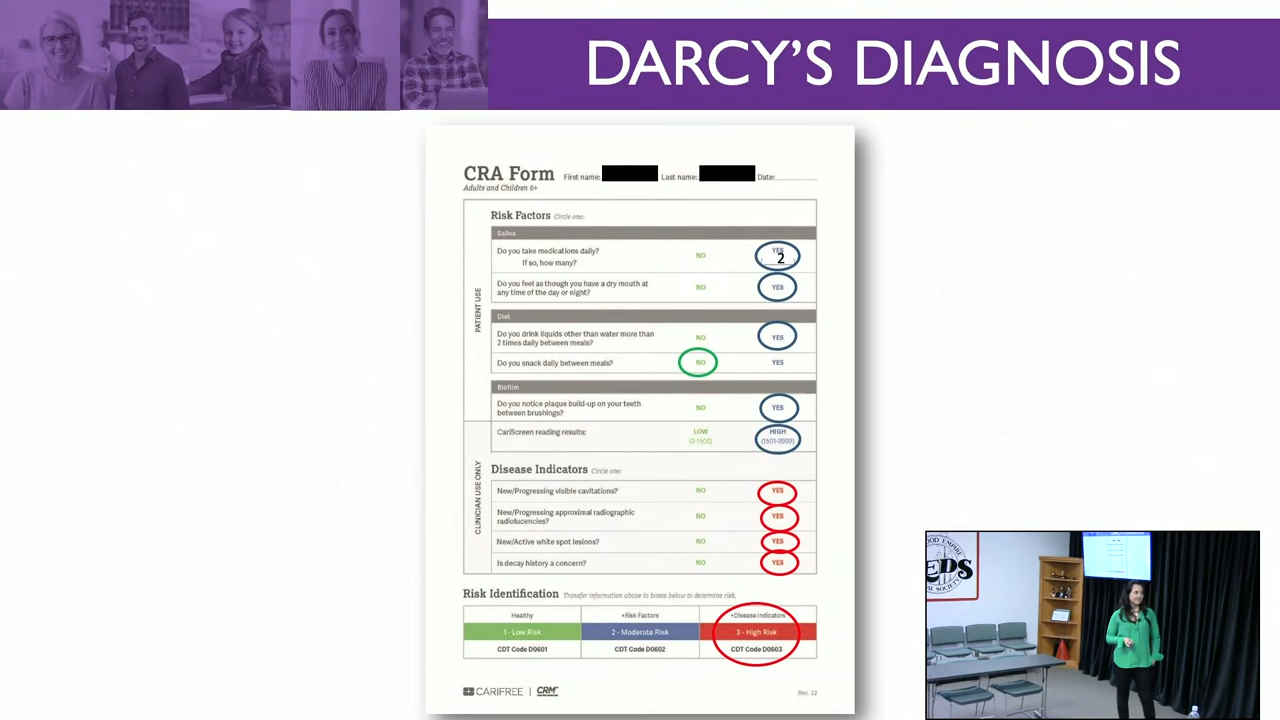 DARCY'S DIAGNOSIS
CRA Form First name: Last name: Date:
Adults and Children 6+
Risk Factors Circle one:
Saliva
Do you take medications daily?
If so, how many?
NO
YES
2
Do you feel as though you have a dry mouth at
any time of the day or night?
NO
YES
Diet
Do you drink liquids other than water more than
2 times daily between meals?
NO
YES
Do you snack daily between meals?
NO
YES
Biofilm
Do you notice plaque build-up on your teeth
between brushings?
NO
YES
PATIENT USE
CariScreen reading results:
LOW
(0-1500)
HIGH
(1501-9999)
Disease Indicators Circle one:
New/Progressing visible cavitations?
NO
YES
New/Progressing approximal radiographic
radiolucencies?
NO
YES
New/Active white spot lesions?
NO
YES
Is decay history a concern?
NO
YES
CLINICIAN USE ONLY
Risk Identification Transfer information above to boxes below to determine risk.
Healthy
+Risk Factors
+Disease Indicators
1 - Low Risk
2 - Moderate Risk
3 - High Risk
CDT Code D0601
CDT Code D0602
CDT Code D0603
CARIFREE | CRM
Rev. 12